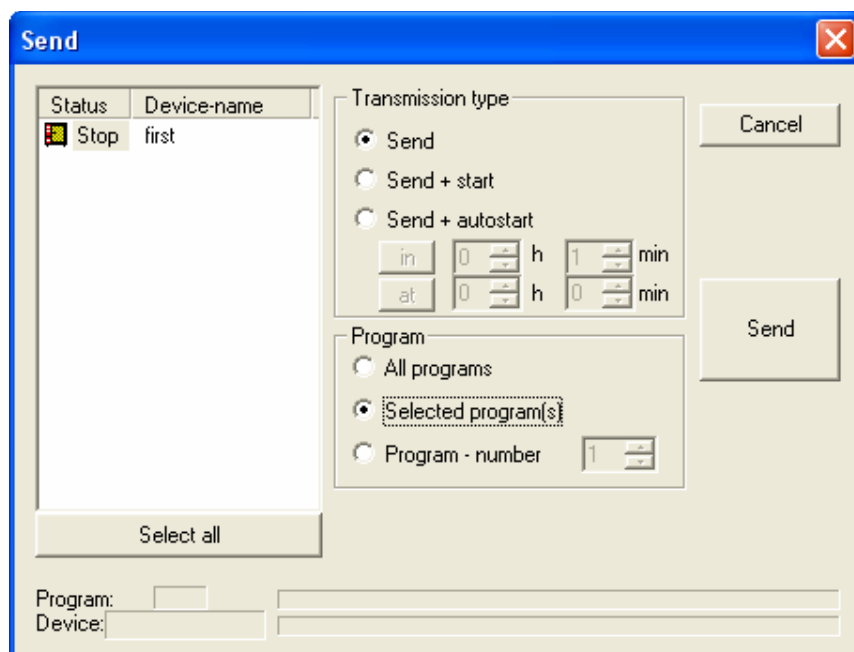 Send
Status Device-name
Stop first
Select all
Transmission type
Send
Send + start
Send + autostart
in 0 h 1 min
at 0 h 0 min
Program
All programs
Selected program(s)
Program - number 1
Cancel
Send
Program:
Device: